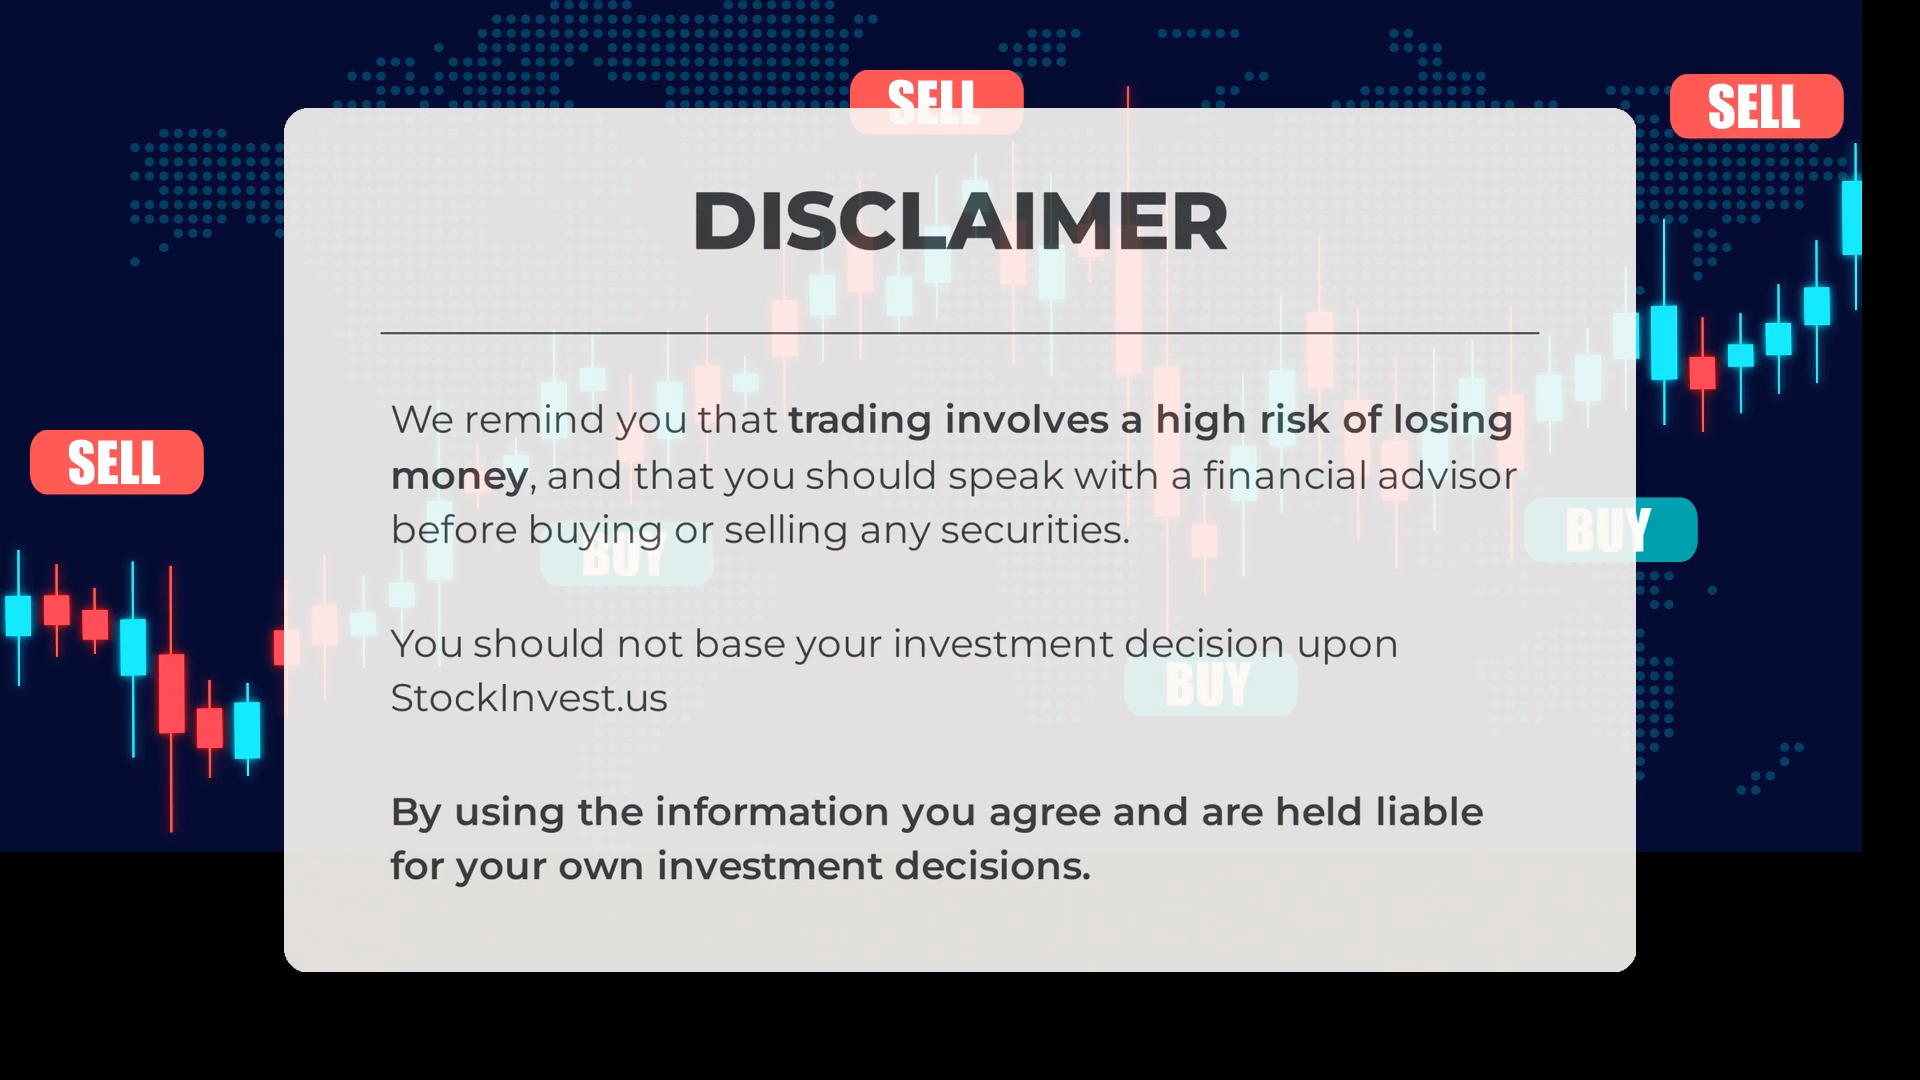 SELL
SELL
DISCLAIMER
We remind you that trading involves a high risk of losing
money, and that you should speak with a financial advisor
before buying or selling any securities.
SELL
BUY
BUY
You should not base your investment decision upon
StockInvest.us
BUY
By using the information you agree and are held liable
for your own investment decisions.